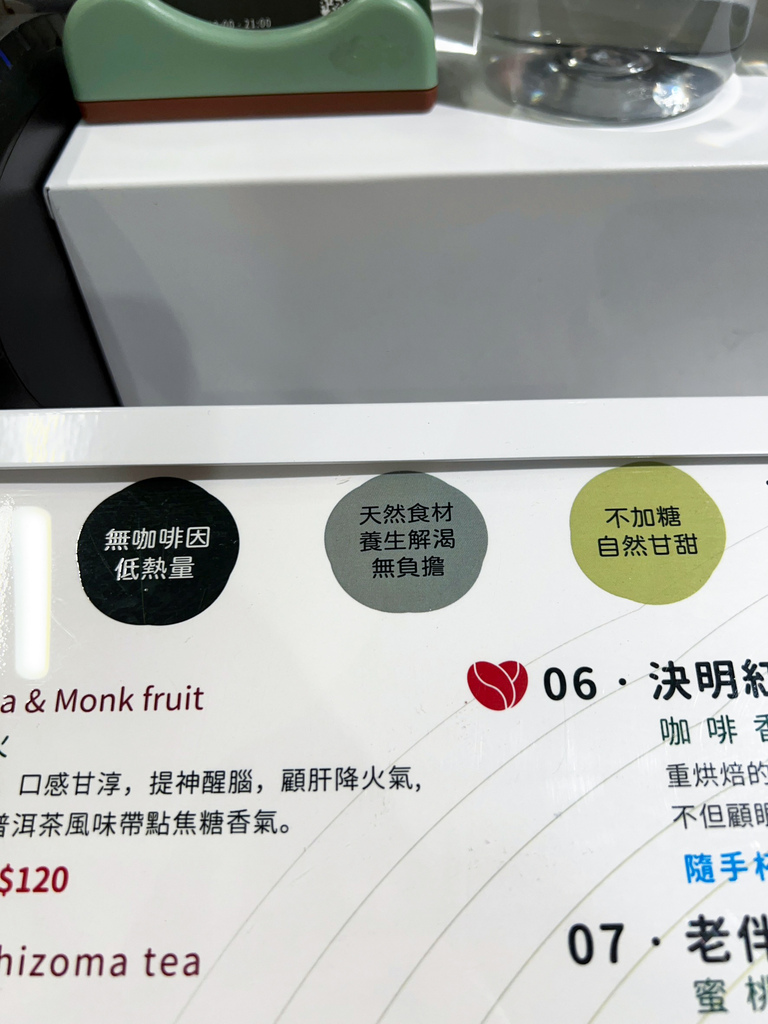 21:00
無咖啡因
低熱量
天然食材
養生解渴
無負擔
不加糖
自然甘甜
a & Monk fruit
口感甘淳，提神醒腦，顧肝降火氣，
普洱茶風味帶點焦糖香氣。
$120
hizoma tea
06 · 決明紅
咖啡香
重烘焙的
不但顧眼
隨手杯
07 · 老伴
蜜桃